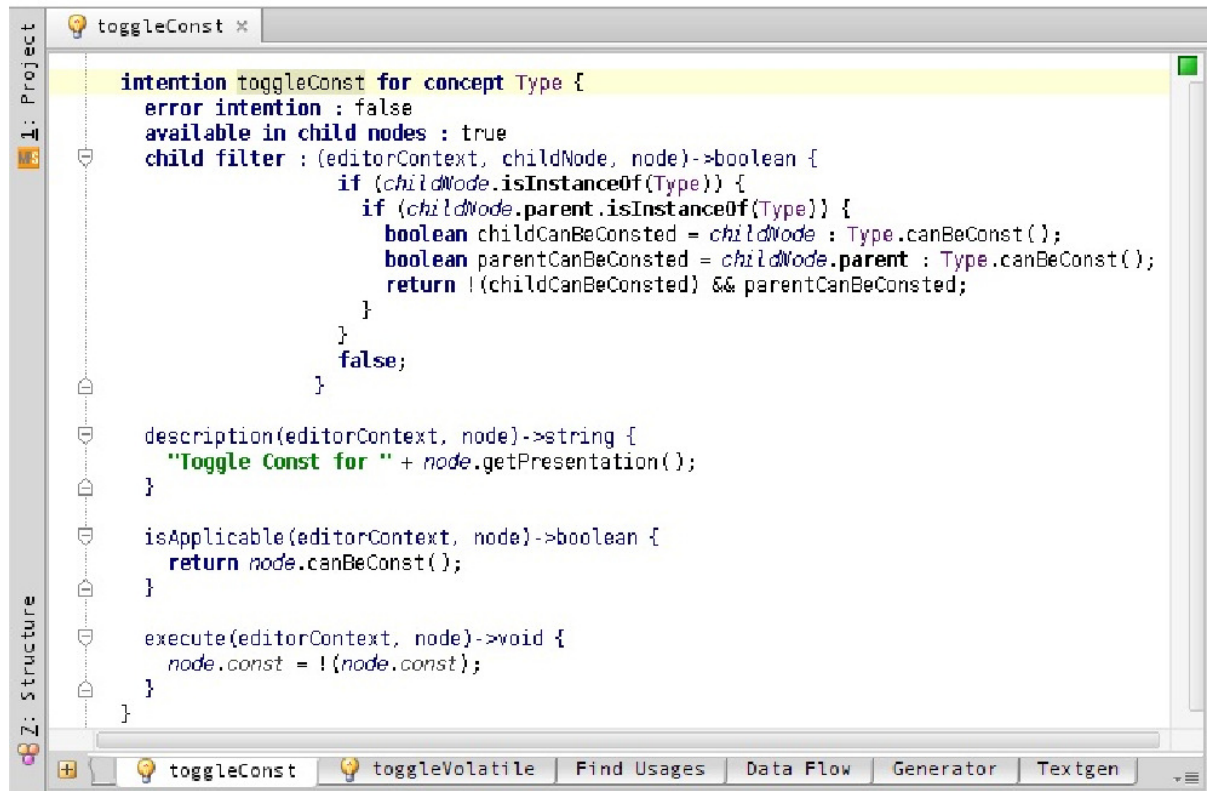 toggleConst ×
1: Project
intention toggleConst for concept Type {
error intention : false
available in child nodes : true
child filter : (editorContext, childNode, node)->boolean {
if (childNode.isInstanceOf(Type)) {
if (childNode.parent.isInstanceOf(Type)) {
boolean childCanBeConsted = childNode : Type.canBeConst();
boolean parentCanBeConsted = childNode.parent : Type.canBeConst();
return !(childCanBeConsted) && parentCanBeConsted;
}
}
false;
}
description(editorContext, node)->string {
"Toggle Const for " + node.getPresentation();
}
isApplicable(editorContext, node)->boolean {
return node.canBeConst();
}
execute(editorContext, node)->void {
node.const = !(node.const);
}
}
Z: Structure
toggleConst toggleVolatile Find Usages Data Flow Generator Textgen